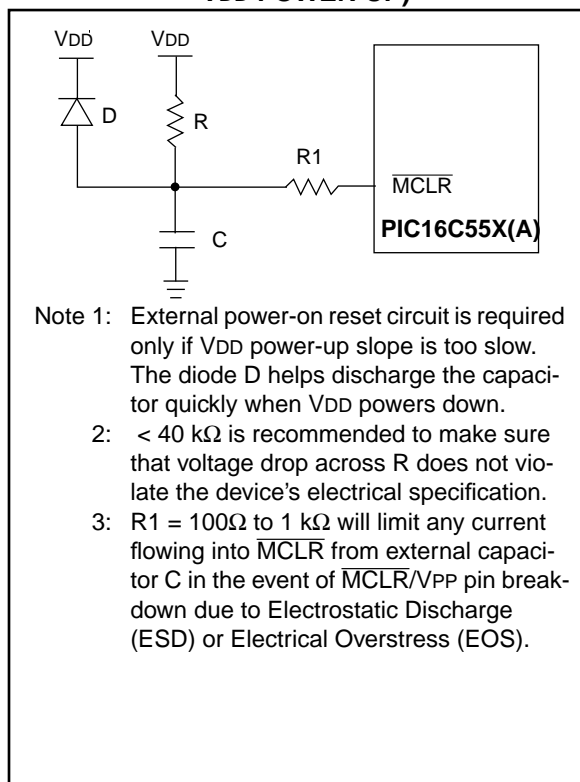 VDD POWER-UP)
VDD VDD
D
R
R1
MCLR
PIC16C55X(A)
C
Note 1: External power-on reset circuit is required
only if VDD power-up slope is too slow.
The diode D helps discharge the capaci-
tor quickly when VDD powers down.
2: < 40 kΩ is recommended to make sure
that voltage drop across R does not vio-
late the device's electrical specification.
3: R1 = 100Ω to 1 kΩ will limit any current
flowing into MCLR from external capaci-
tor C in the event of MCLR/VPP pin break-
down due to Electrostatic Discharge
(ESD) or Electrical Overstress (EOS).